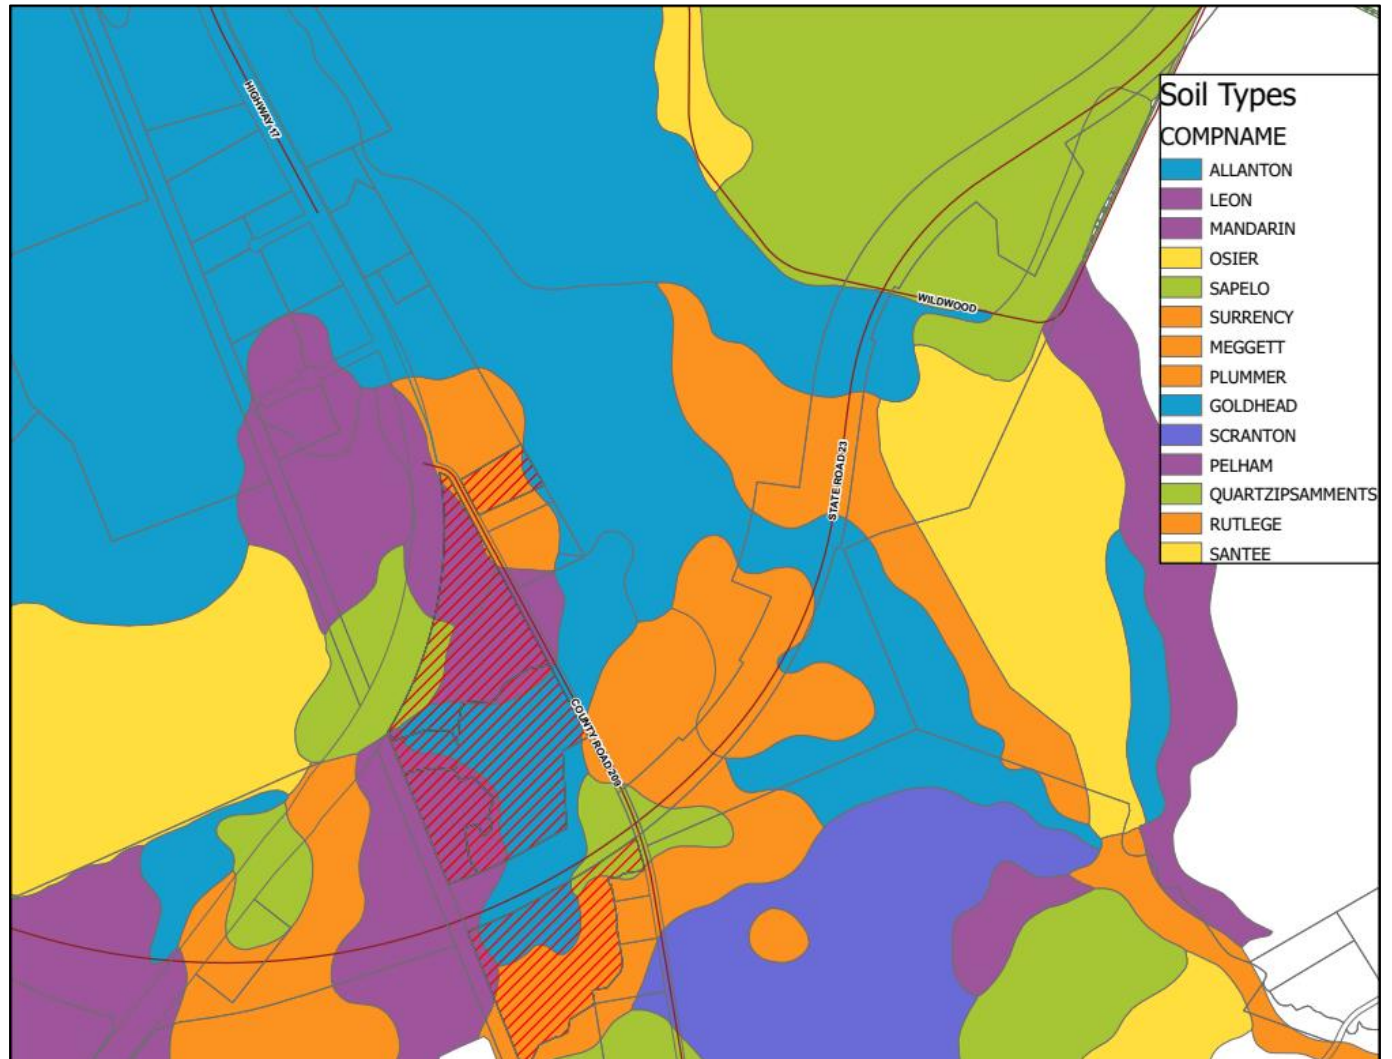 HIGHWAY 17
Soil Types
COMPNAME
ALLANTON
LEON
MANDARIN
OSIER
SAPELO
SURRENCY
MEGGETT
PLUMMER
GOLDHEAD
SCRANTON
PELHAM
QUARTZIPSAMMENTS
RUTLEGE
SANTEE
WILDWOOD
STATE ROAD 23
COUNTY ROAD 209